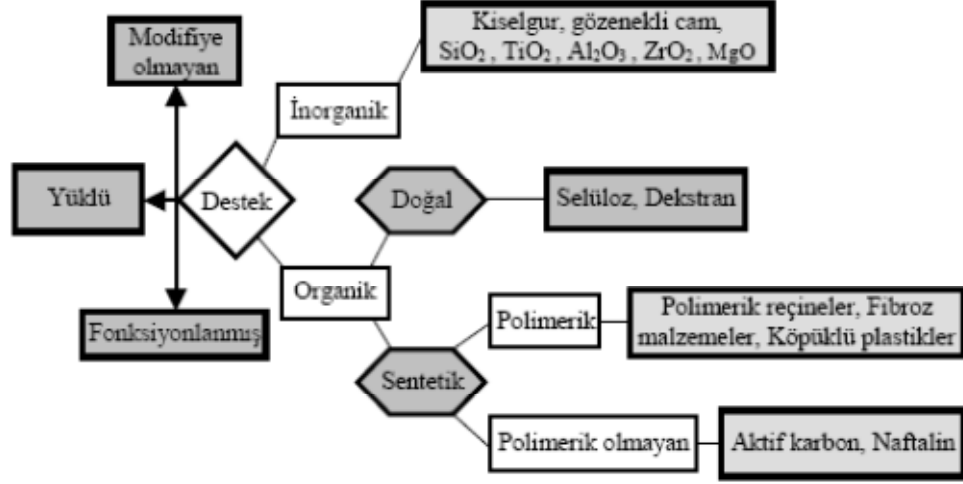 Modifiye
olmayan
Yüklü
Fonksiyonlanmış
Destek
İnorganik
Kiselgur, gözenekli cam,
SiO₂, TiO₂, Al₂O₃, ZrO₂, MgO
Organik
Doğal
Selüloz, Dekstran
Sentetik
Polimerik
Polimerik reçineler, Fibroz
malzemeler, Köpüklü plastikler
Polimerik olmayan
Aktif karbon, Naftalin